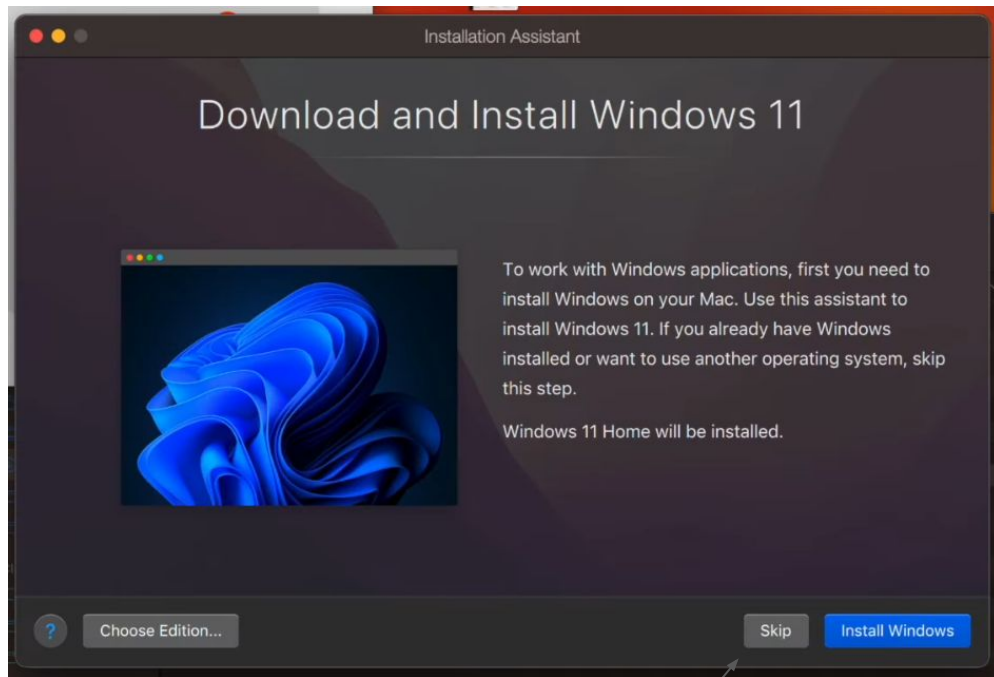 Installation Assistant
Download and Install Windows 11
To work with Windows applications, first you need to
install Windows on your Mac. Use this assistant to
install Windows 11. If you already have Windows
installed or want to use another operating system, skip
this step.
Windows 11 Home will be installed.
?
Choose Edition...
Skip
Install Windows